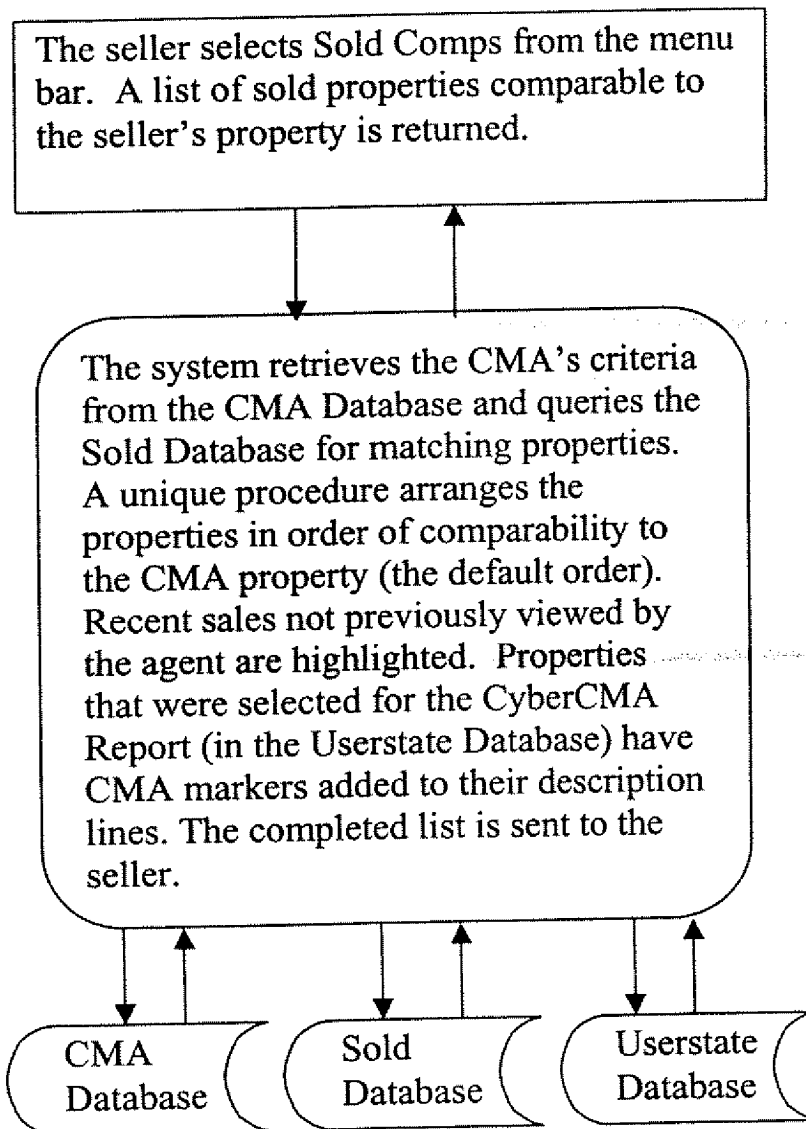 The seller selects Sold Comps from the menu
bar. A list of sold properties comparable to
the seller's property is returned.
The system retrieves the CMA's criteria
from the CMA Database and queries the
Sold Database for matching properties.
A unique procedure arranges the
properties in order of comparability to
the CMA property (the default order).
Recent sales not previously viewed by
the agent are highlighted. Properties
that were selected for the CyberCMA
Report (in the Userstate Database) have
CMA markers added to their description
lines. The completed list is sent to the
seller.
CMA
Database
Sold
Database
Userstate
Database